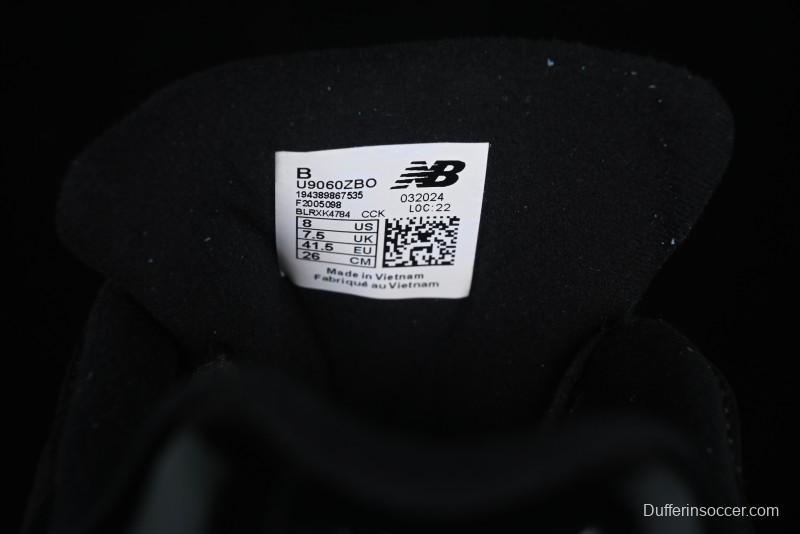 B
NB
U9060ZBO
194389867535
032024
F2005098
LOC:22
BLRXK4784 CCK
8 US
7.5 UK
41.5 EU
26 CM
Made in Vietnam
Fabriqué au Vietnam
Dufferinsoccer.com